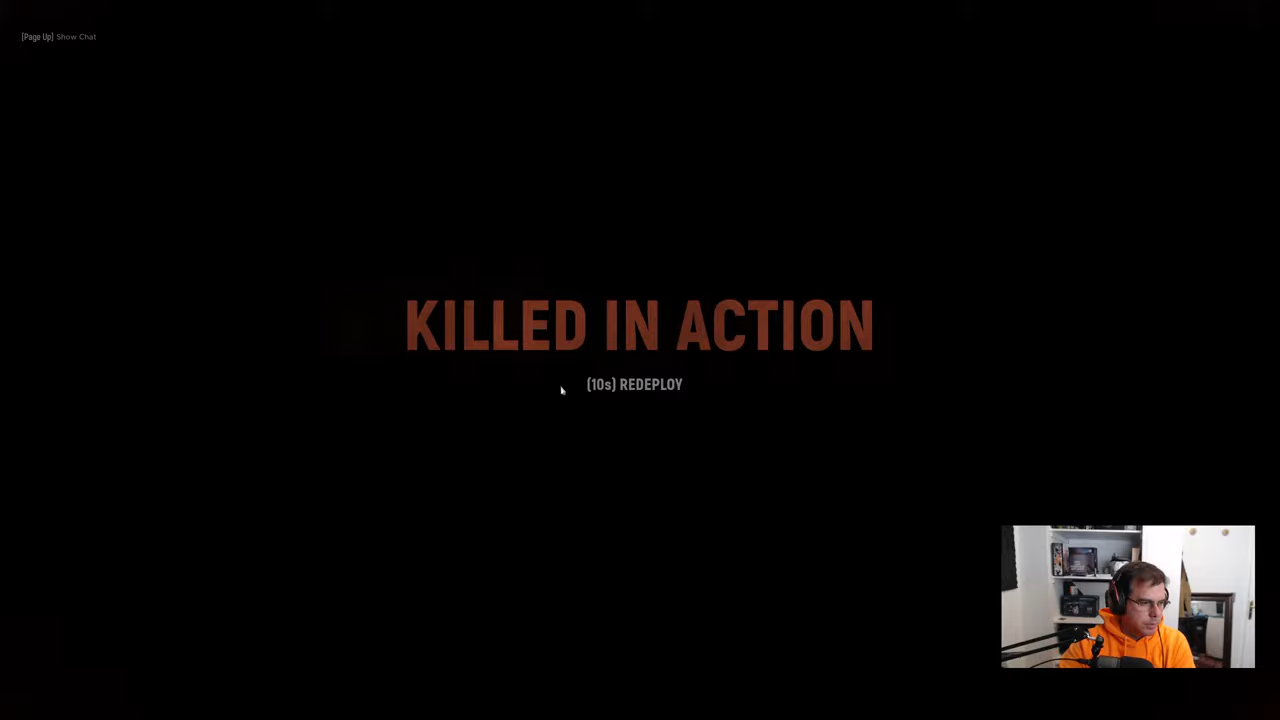 [Page Up] Show Chat
KILLED IN ACTION
(10s) REDEPLOY